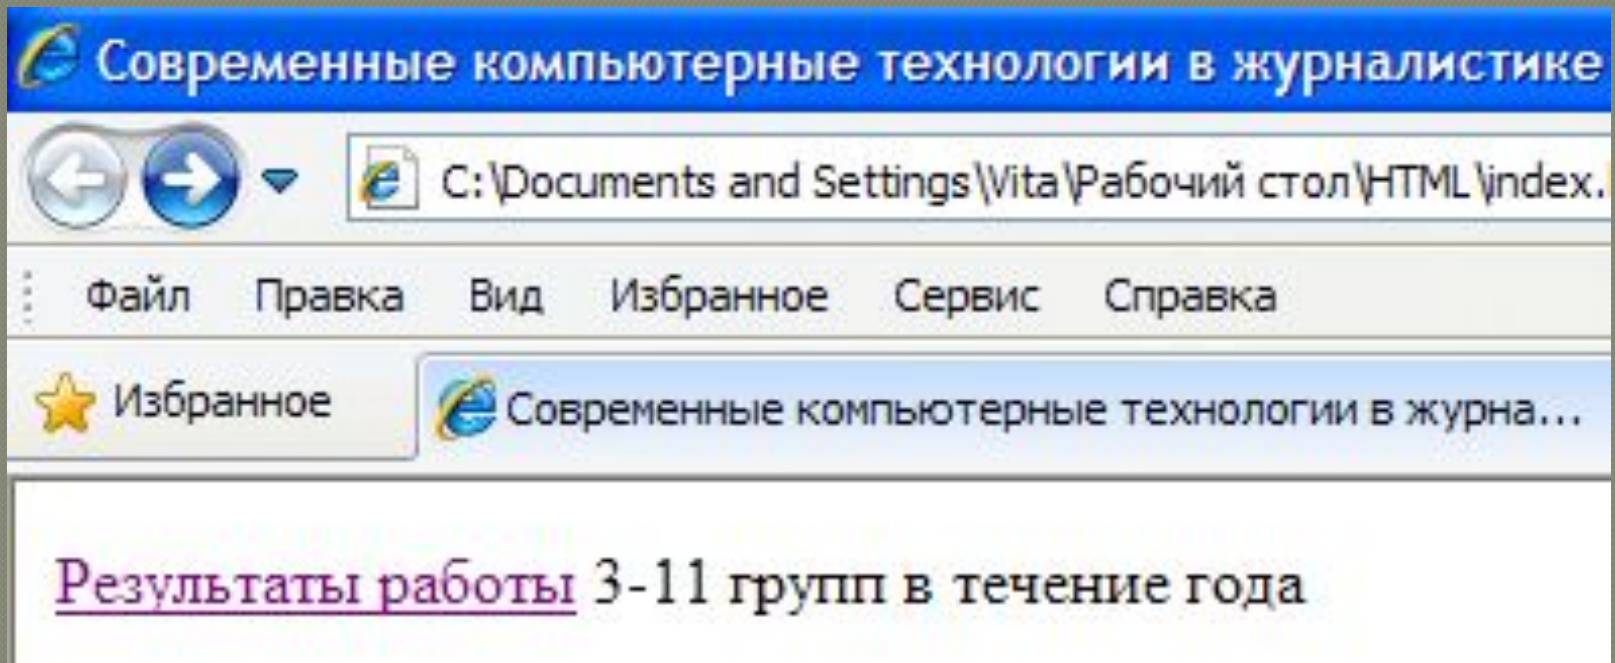 Современные компьютерные технологии в журналистике
C:\Documents and Settings\Vita\Рабочий стол\HTML\index.
Файл Правка Вид Избранное Сервис Справка
Избранное Современные компьютерные технологии в журна...
Результаты работы 3-11 групп в течение года